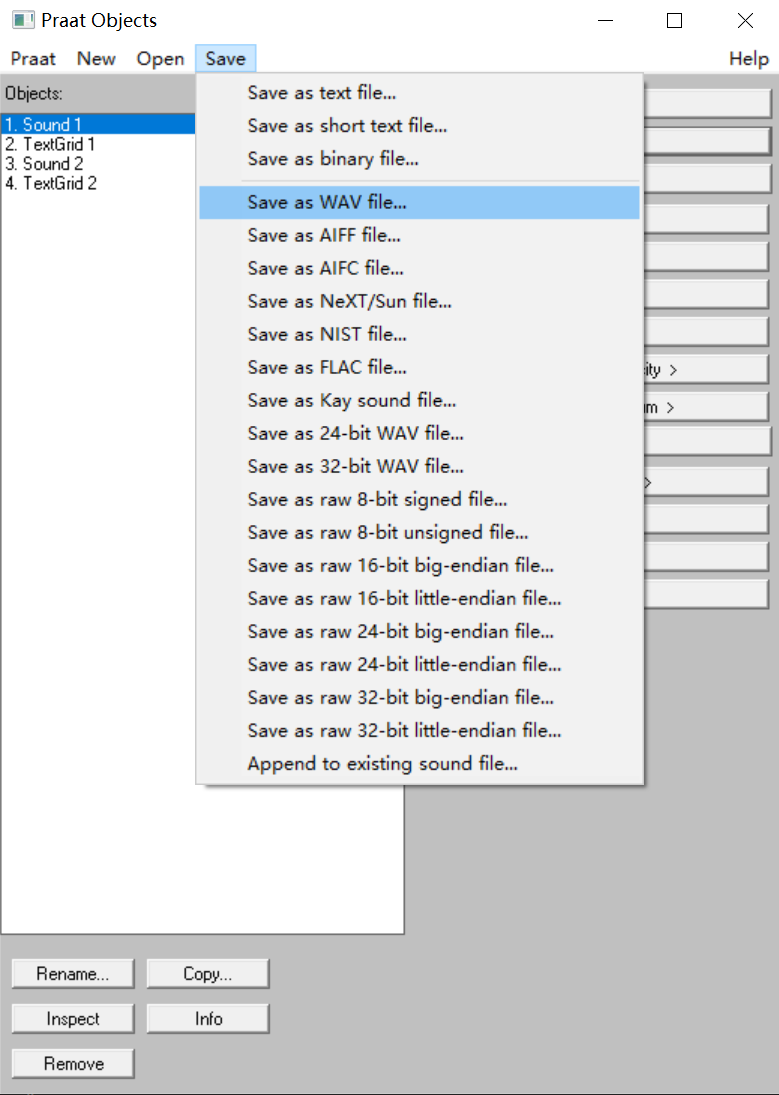 Praat Objects
Praat New Open Save Help
Objects:
1. Sound 1
2. TextGrid 1
3. Sound 2
4. TextGrid 2
Save as text file...
Save as short text file...
Save as binary file...
Save as WAV file...
Save as AIFF file...
Save as AIFC file...
Save as NeXT/Sun file...
Save as NIST file...
Save as FLAC file...
Save as Kay sound file...
Save as 24-bit WAV file...
Save as 32-bit WAV file...
Save as raw 8-bit signed file...
Save as raw 8-bit unsigned file...
Save as raw 16-bit big-endian file...
Save as raw 16-bit little-endian file...
Save as raw 24-bit big-endian file...
Save as raw 24-bit little-endian file...
Save as raw 32-bit big-endian file...
Save as raw 32-bit little-endian file...
Append to existing sound file...
ity >
m >
>
Rename... Copy...
Inspect Info
Remove